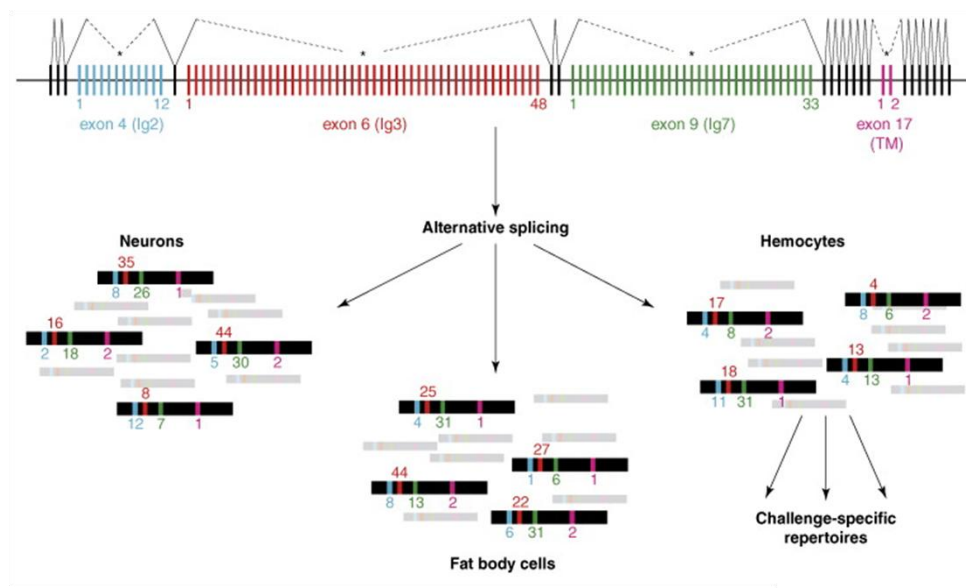 * * * *
1 12 1 48 1 33 1 2
exon 4 (Ig2) exon 6 (Ig3) exon 9 (Ig7) exon 17
(TM)
Alternative splicing
Neurons
35
8 26 1
16
2 18 2
44
5 30 2
8
12 7 1
Fat body cells
25
4 31 1
27
1 6 1
44
8 13 2
22
6 31 2
Hemocytes
4
8 6 2
17
4 8 2
13
4 13 1
18
11 31 1
Challenge-specific
repertoires